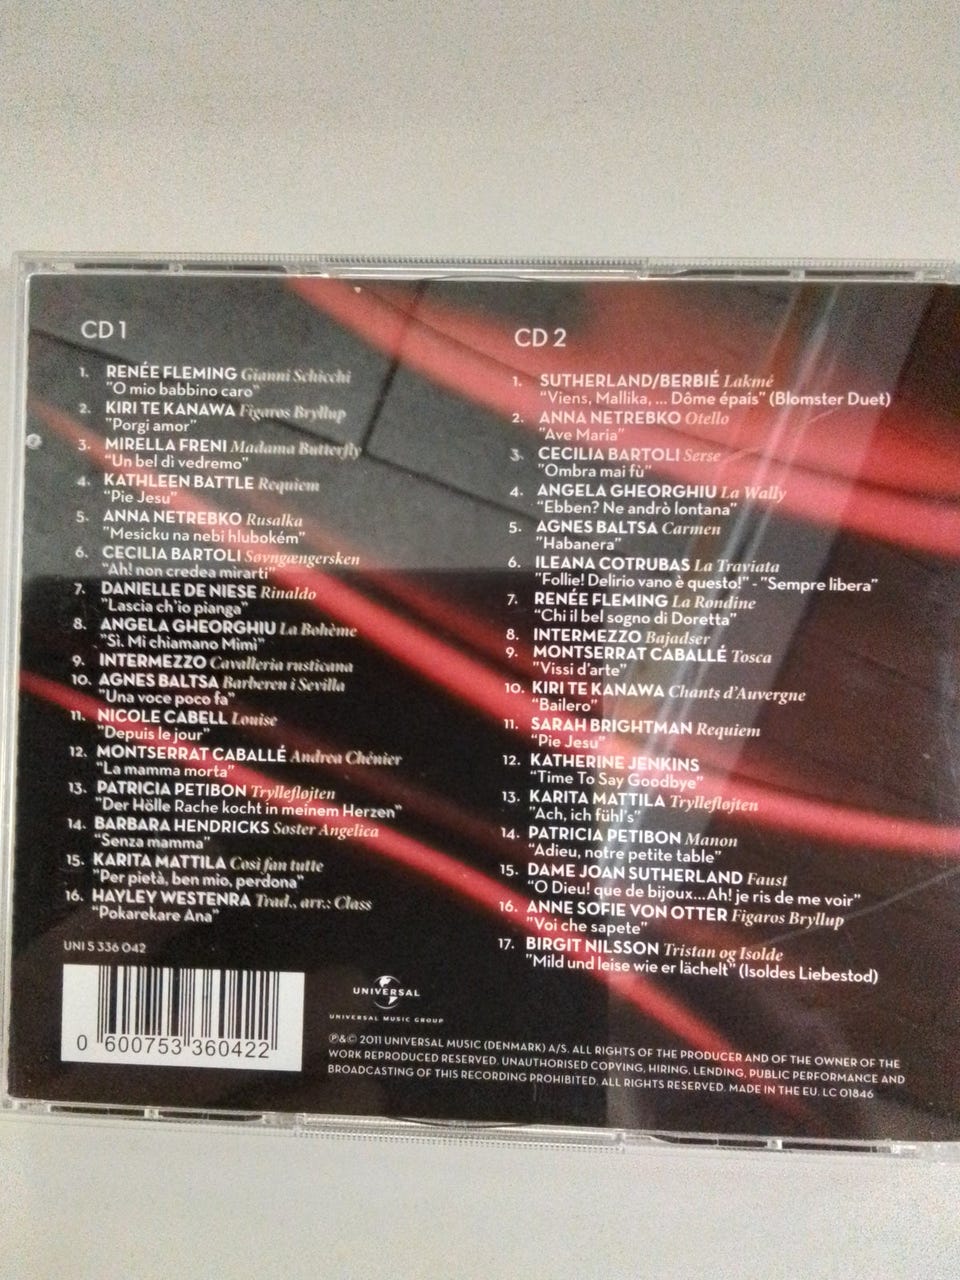 CD 1
1. RENÉE FLEMING Gianni Schicchi
"O mio babbino caro"
2. KIRI TE KANAWA Figaros Bryllup
"Porgi amor"
3. MIRELLA FRENI Madama Butterfly
"Un bel di vedremo"
4. KATHLEEN BATTLE Requiem
"Pie Jesu"
5. ANNA NETREBKO Rusalka
"Mesicku na nebi hlubokém"
6. CECILIA BARTOLI Søvngængersken
"Ah! non credea mirarti"
7. DANIELLE DE NIESE Rinaldo
"Lascia ch'io pianga"
8. ANGELA GHEORGHIU La Bohème
"Sì. Mi chiamano Mimì"
9. INTERMEZZO Cavalleria rusticana
10. AGNES BALTSA Barberen i Sevilla
"Una voce poco fa"
11. NICOLE CABELL Louise
"Depuis le jour"
12. MONTSERRAT CABALLÉ Andrea Chénier
"La mamma morta"
13. PATRICIA PETIBON Tryllefløjten
"Der Hölle Rache kocht in meinem Herzen"
14. BARBARA HENDRICKS Søster Angelica
"Senza mamma"
15. KARITA MATTILA Così fan tutte
"Per pietà, ben mio, perdona"
16. HAYLEY WESTENRA Trad., arr.: Class
"Pokarekare Ana"
CD 2
1. SUTHERLAND/BERBIÉ Lakmé
"Viens, Mallika, ... Dôme épais" (Blomster Duet)
2. ANNA NETREBKO Otello
"Ave Maria"
3. CECILIA BARTOLI Serse
"Ombra mai fù"
4. ANGELA GHEORGHIU La Wally
"Ebben? Ne andrò lontana"
5. AGNES BALTSA Carmen
"Habanera"
6. ILEANA COTRUBAS La Traviata
"Follie! Delirio vano è questo!" - "Sempre libera"
7. RENÉE FLEMING La Rondine
"Chi il bel sogno di Doretta"
8. INTERMEZZO Bajadser
9. MONTSERRAT CABALLÉ Tosca
"Vissi d'arte"
10. KIRI TE KANAWA Chants d'Auvergne
"Bailero"
11. SARAH BRIGHTMAN Requiem
"Pie Jesu"
12. KATHERINE JENKINS
"Time To Say Goodbye"
13. KARITA MATTILA Tryllefløjten
"Ach, ich fühl's"
14. PATRICIA PETIBON Manon
"Adieu, notre petite table"
15. DAME JOAN SUTHERLAND Faust
"O Dieu! que de bijoux...Ah! je ris de me voir"
16. ANNE SOFIE VON OTTER Figaros Bryllup
"Voi che sapete"
17. BIRGIT NILSSON Tristan og Isolde
"Mild und leise wie er lächelt" (Isoldes Liebestod)
UNI 5 336 042
0 600753 360422
UNIVERSAL
UNIVERSAL MUSIC GROUP
℗&© 2011 UNIVERSAL MUSIC (DENMARK) A/S. ALL RIGHTS OF THE PRODUCER AND OF THE OWNER OF THE
WORK REPRODUCED RESERVED. UNAUTHORISED COPYING, HIRING, LENDING, PUBLIC PERFORMANCE AND
BROADCASTING OF THIS RECORDING PROHIBITED. ALL RIGHTS RESERVED. MADE IN THE EU. LC 01846